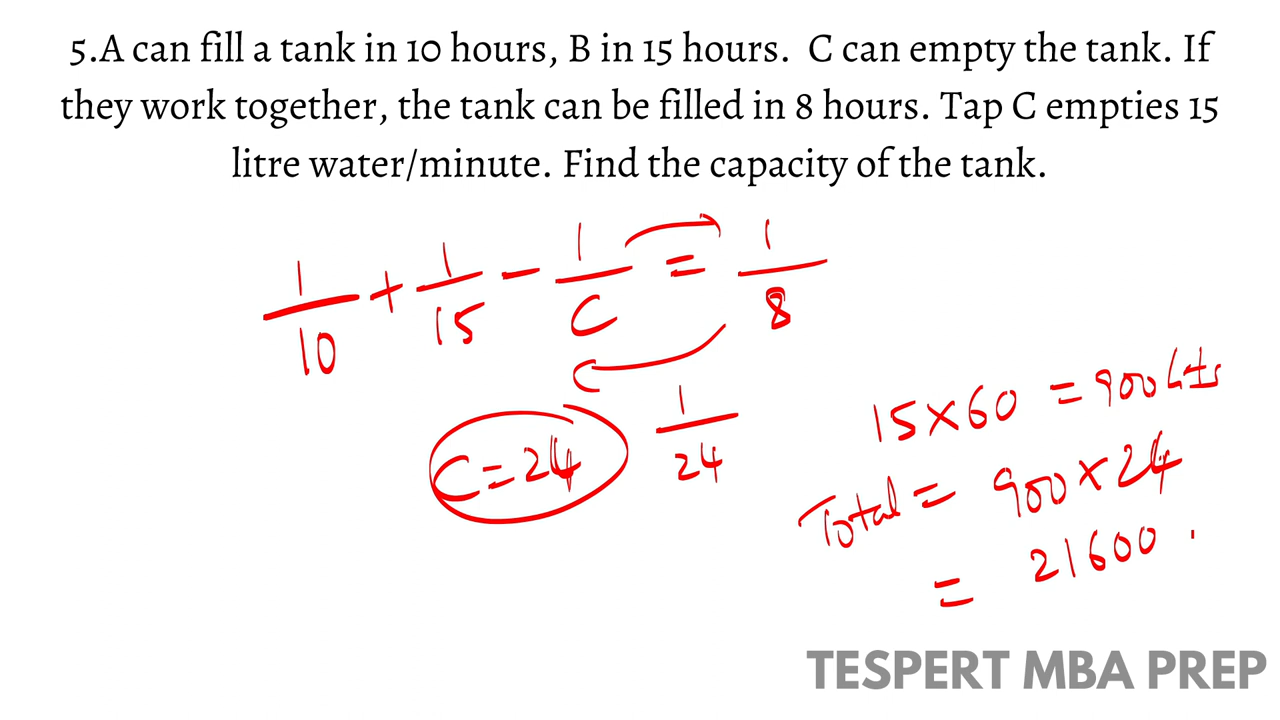 5.A can fill a tank in 10 hours, B in 15 hours. C can empty the tank. If
they work together, the tank can be filled in 8 hours. Tap C empties 15
litre water/minute. Find the capacity of the tank.
1/10 + 1/15 - 1/C = 1/8
1/24
C = 24
15 × 60 = 900 lts
Total = 900 × 24
= 21600 .
TESPERT MBA PREP